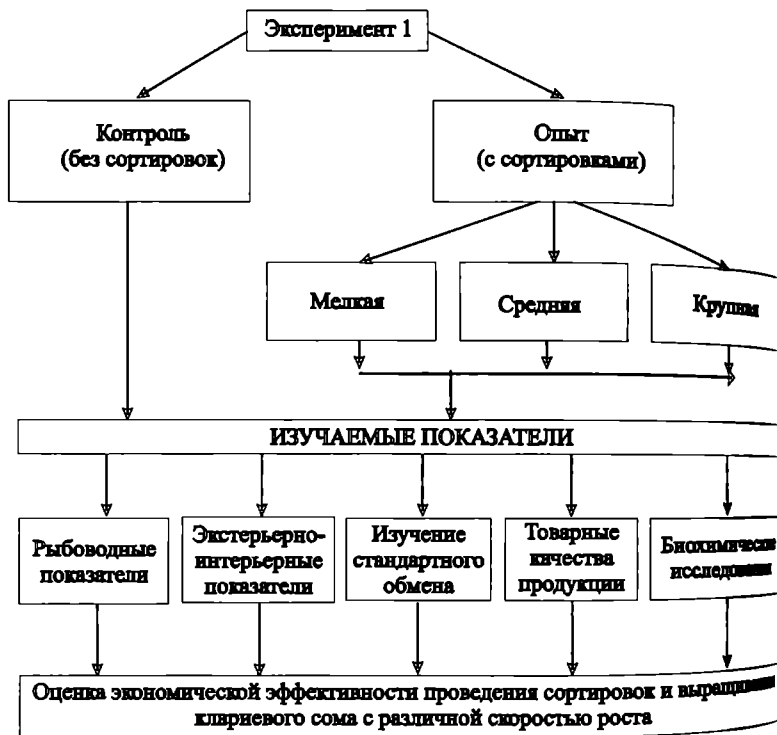 Эксперимент 1
Контроль
(без сортировок)
Опыт
(с сортировками)
Мелкая
Средняя
Крупная
ИЗУЧАЕМЫЕ ПОКАЗАТЕЛИ
Рыбоводные
показатели
Экстерьерно-
интерьерные
показатели
Изучение
стандартного
обмена
Товарные
качества
продукции
Биохимические
исследования
Оценка экономической эффективности проведения сортировок и выращивания
клариевого сома с различной скоростью роста